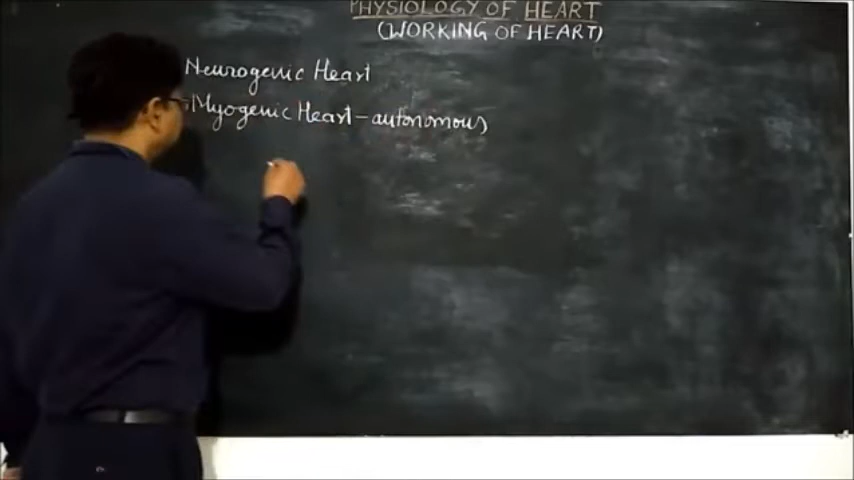 PHYSIOLOGY OF HEART
(WORKING OF HEART)
Neurogenic Heart
Myogenic Heart - autonomous